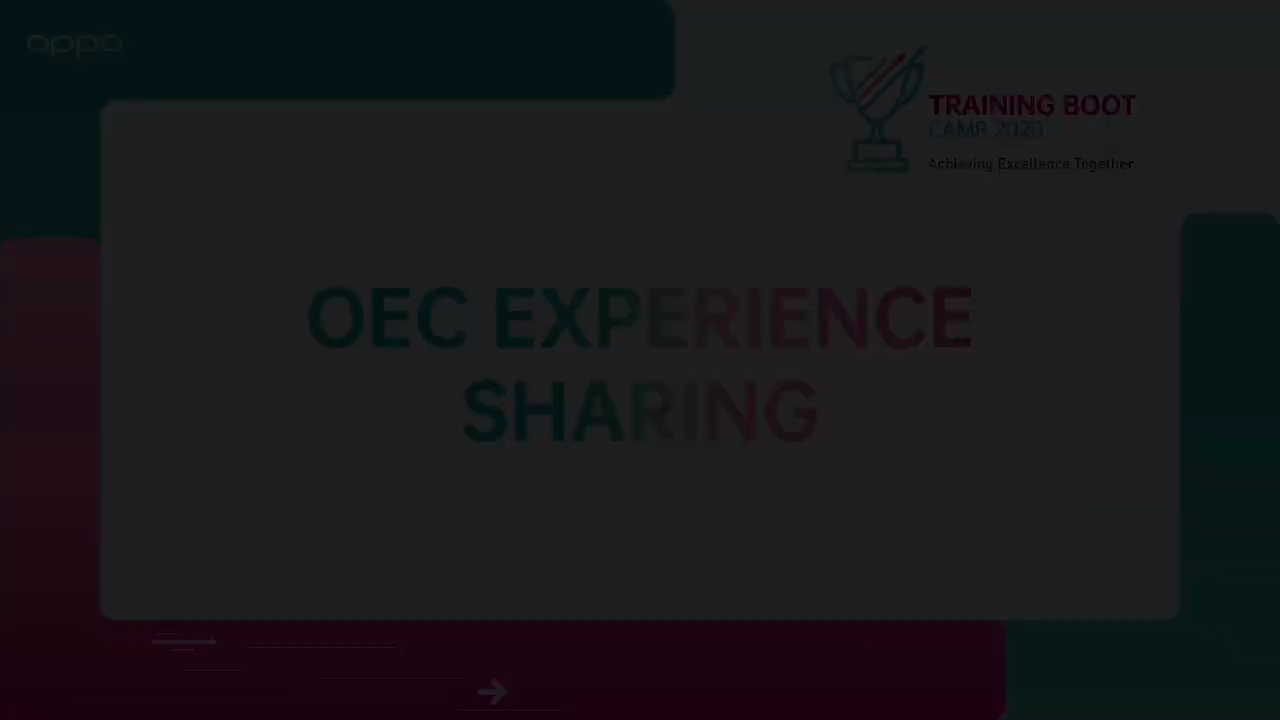 oppo
TRAINING BOOT
CAMP 2020
Achieving Excellence Together
OEC EXPERIENCE
SHARING